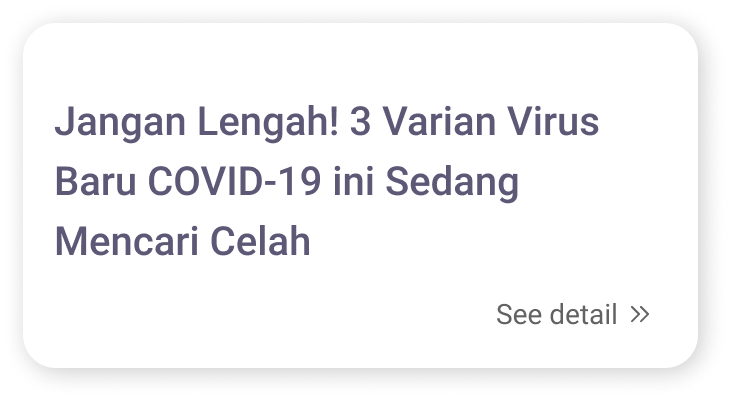 Jangan Lengah! 3 Varian Virus
Baru COVID-19 ini Sedang
Mencari Celah
See detail